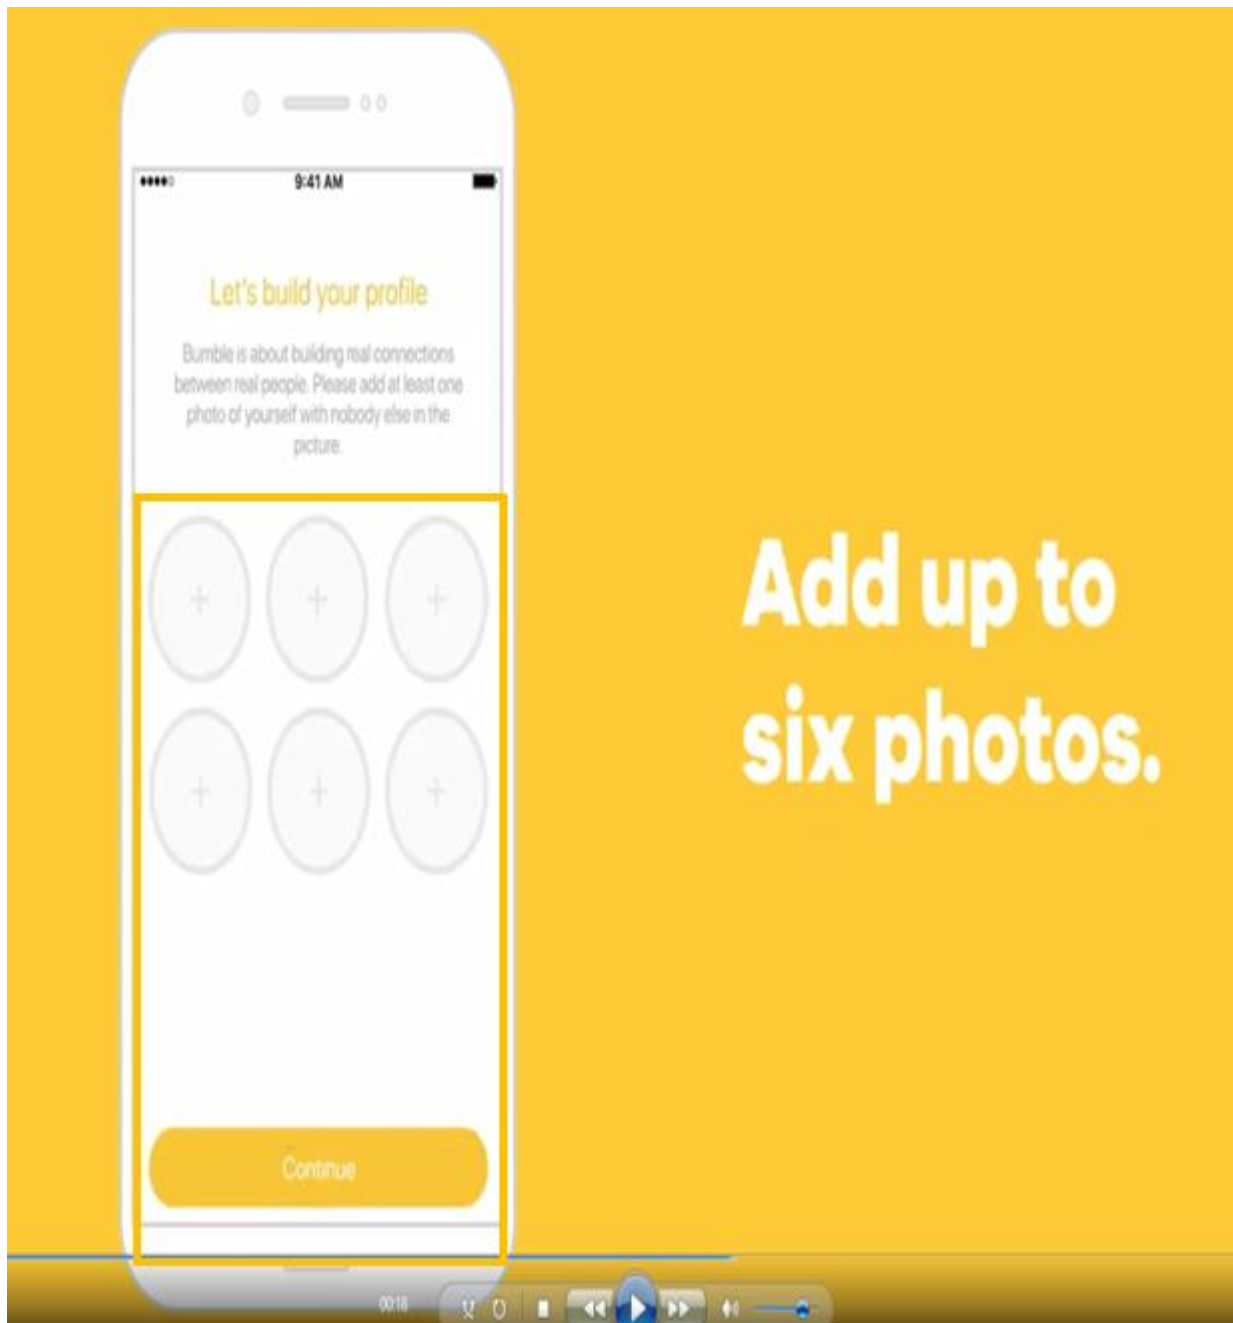 9:41 AM
Let's build your profile
Bumble is about building real connections
between real people. Please add at least one
photo of yourself with nobody else in the
picture.
Add up to
six photos.
Continue
00:16